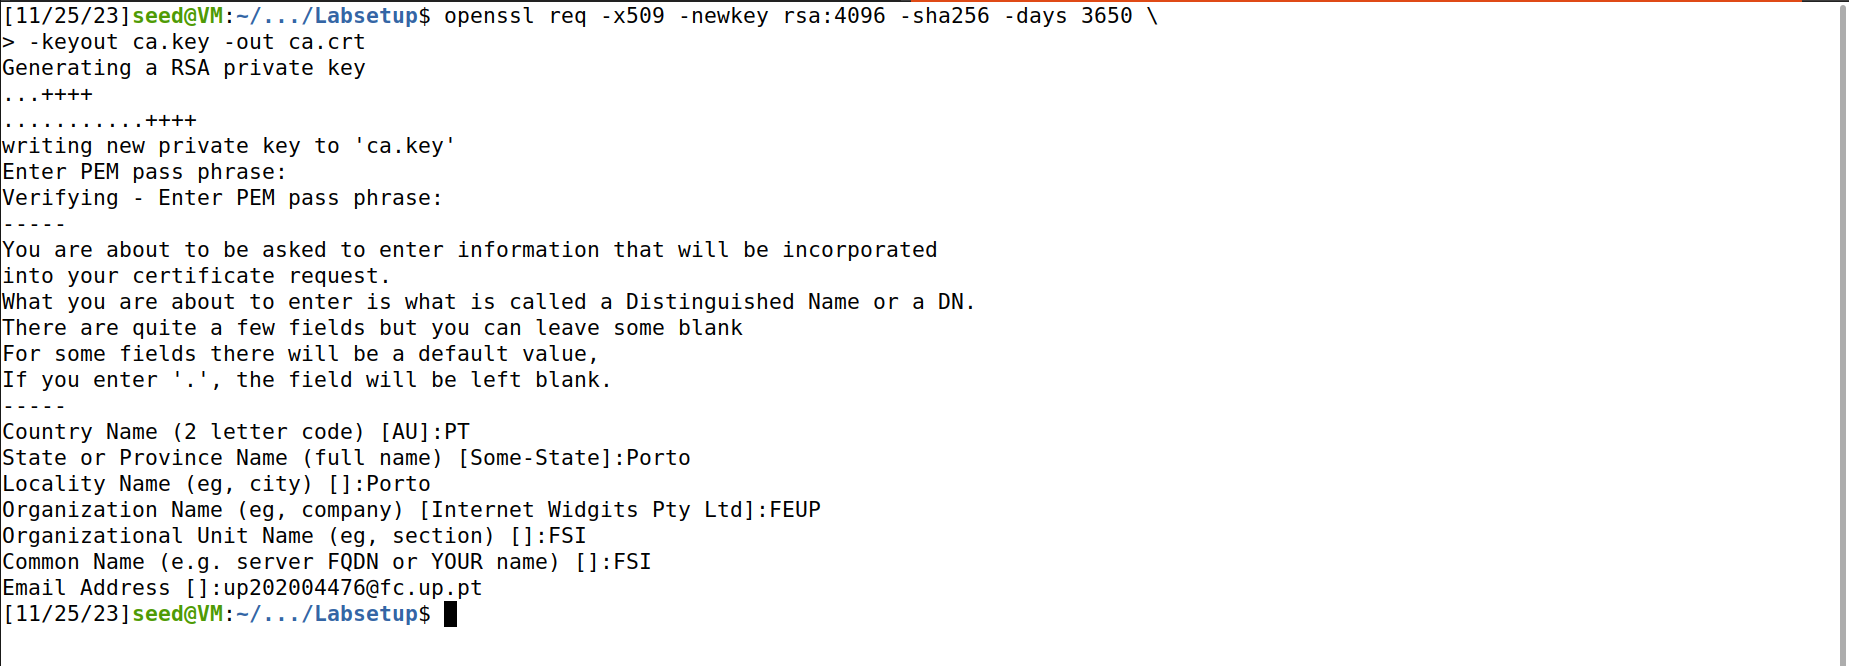 [11/25/23]seed@VM:~/.../Labsetup$ openssl req -x509 -newkey rsa:4096 -sha256 -days 3650 \
> -keyout ca.key -out ca.crt
Generating a RSA private key
...++++
...........++++
writing new private key to 'ca.key'
Enter PEM pass phrase:
Verifying - Enter PEM pass phrase:
-----
You are about to be asked to enter information that will be incorporated
into your certificate request.
What you are about to enter is what is called a Distinguished Name or a DN.
There are quite a few fields but you can leave some blank
For some fields there will be a default value,
If you enter '.', the field will be left blank.
-----
Country Name (2 letter code) [AU]:PT
State or Province Name (full name) [Some-State]:Porto
Locality Name (eg, city) []:Porto
Organization Name (eg, company) [Internet Widgits Pty Ltd]:FEUP
Organizational Unit Name (eg, section) []:FSI
Common Name (e.g. server FQDN or YOUR name) []:FSI
Email Address []:up202004476@fc.up.pt
[11/25/23]seed@VM:~/.../Labsetup$